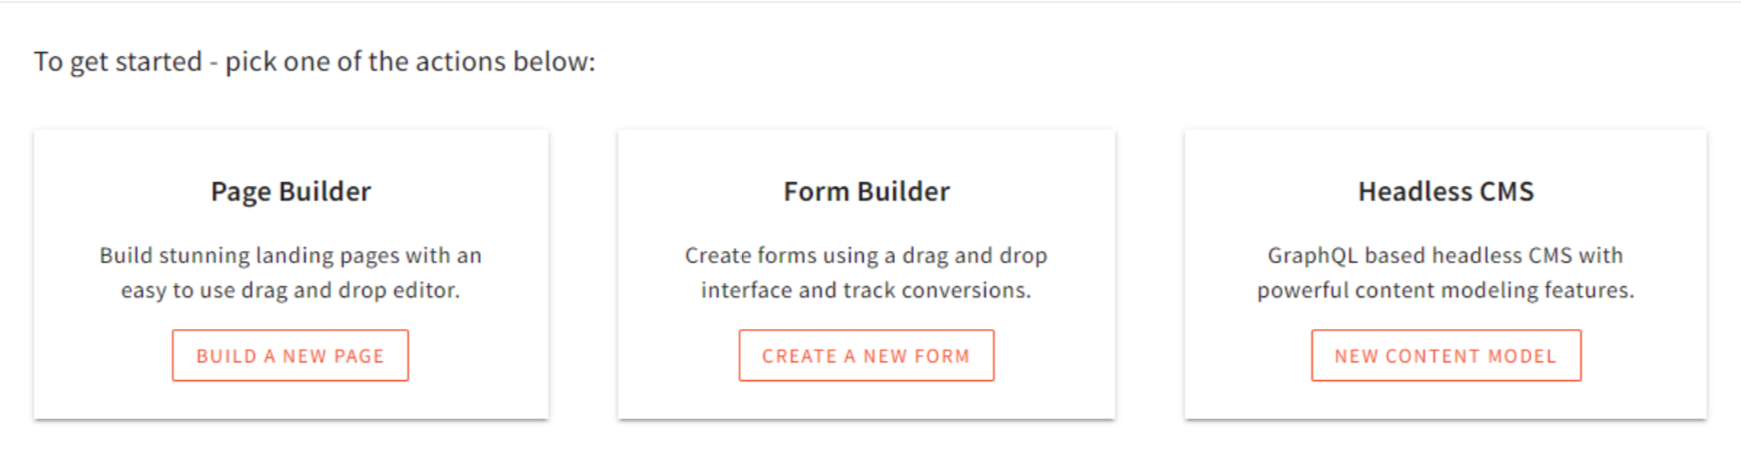 To get started - pick one of the actions below:
Page Builder
Build stunning landing pages with an
easy to use drag and drop editor.
BUILD A NEW PAGE
Form Builder
Create forms using a drag and drop
interface and track conversions.
CREATE A NEW FORM
Headless CMS
GraphQL based headless CMS with
powerful content modeling features.
NEW CONTENT MODEL